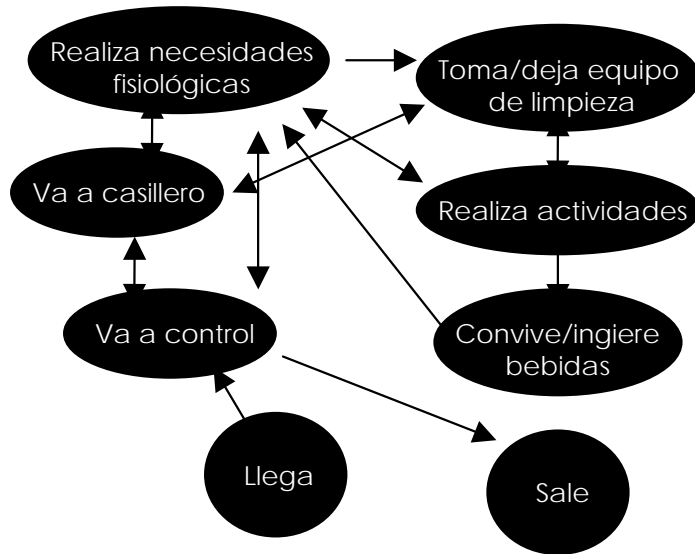 Realiza necesidades
fisiológicas
Toma/deja equipo
de limpieza
Va a casillero
Realiza actividades
Va a control
Convive/ingiere
bebidas
Llega
Sale